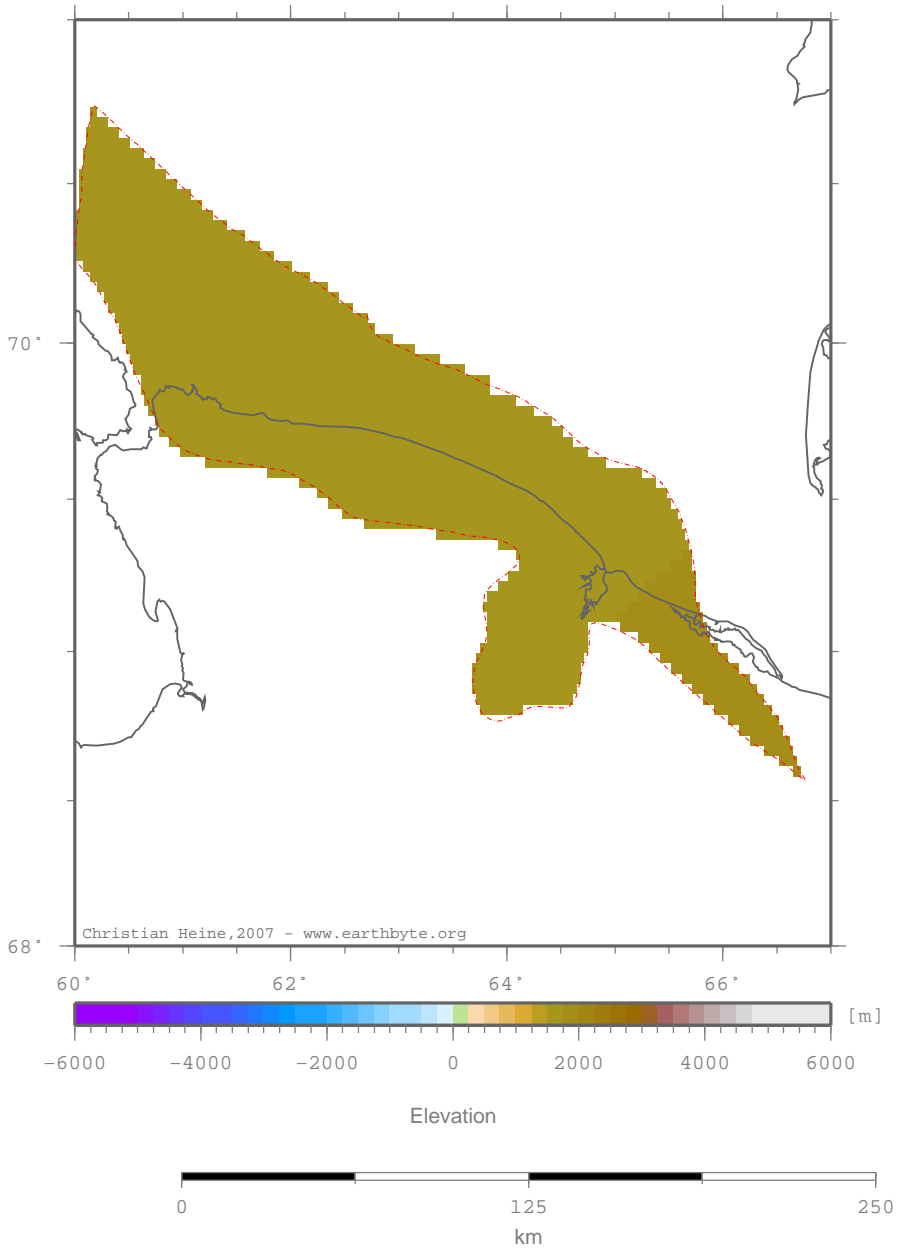 70°
68°
Christian Heine,2007 - www.earthbyte.org
60° 62° 64° 66°
[m]
-6000 -4000 -2000 0 2000 4000 6000
Elevation
0 125 250
km